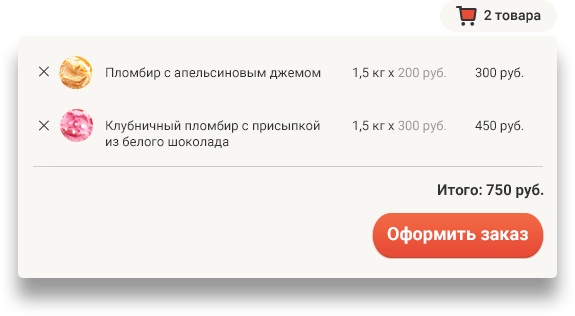 2 товара
Пломбир с апельсиновым джемом 1,5 кг х 200 руб. 300 руб.
Клубничный пломбир с присыпкой 1,5 кг х 300 руб. 450 руб.
из белого шоколада
Итого: 750 руб.
Оформить заказ